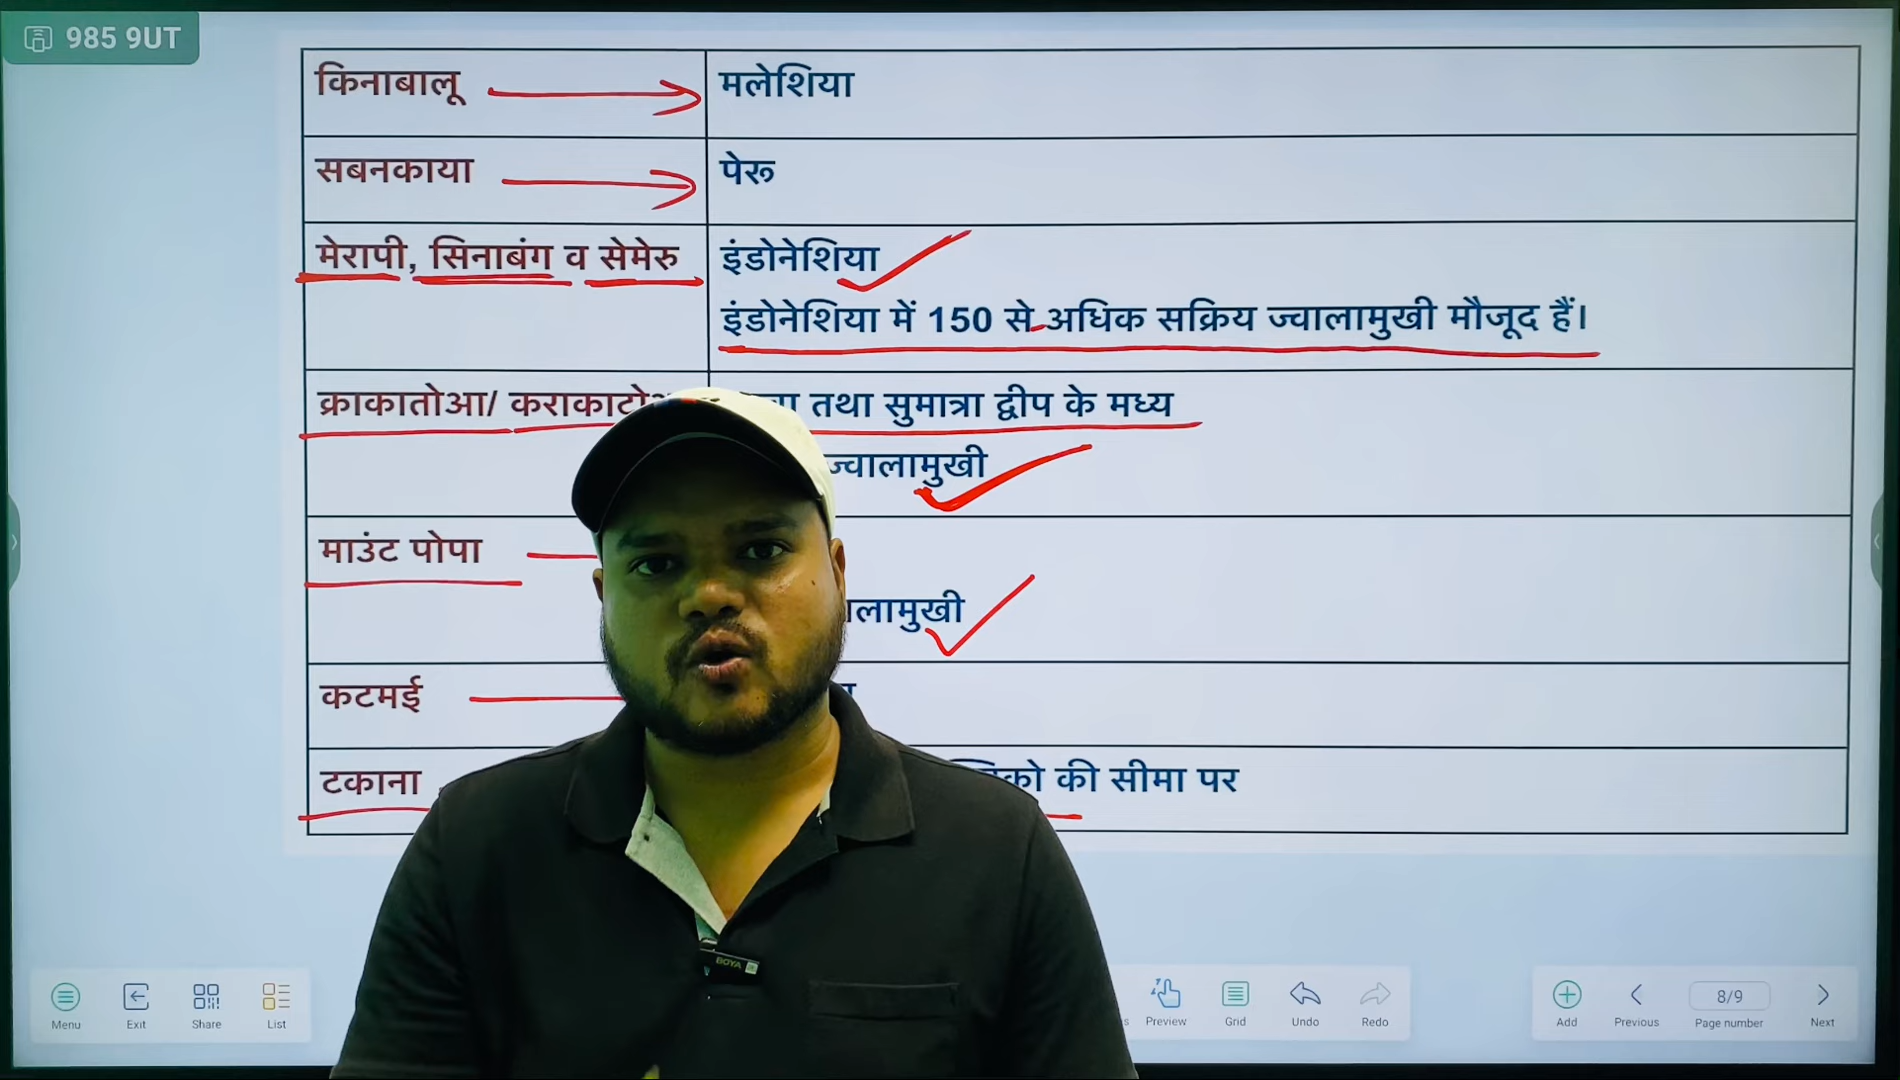 985 9UT
किनाबालू मलेशिया
सबनकाया पेरू
मेरापी, सिनाबंग व सेमेरु इंडोनेशिया
इंडोनेशिया में 150 से अधिक सक्रिय ज्वालामुखी मौजूद हैं।
क्राकातोआ/ तथा सुमात्रा द्वीप के मध्य
ज्वालामुखी
माउंट पोपा
कटमई
टकाना की सीमा पर
BOYA
Menu Exit Share List Preview Grid Undo Redo Add Previous 8/9 Page number Next